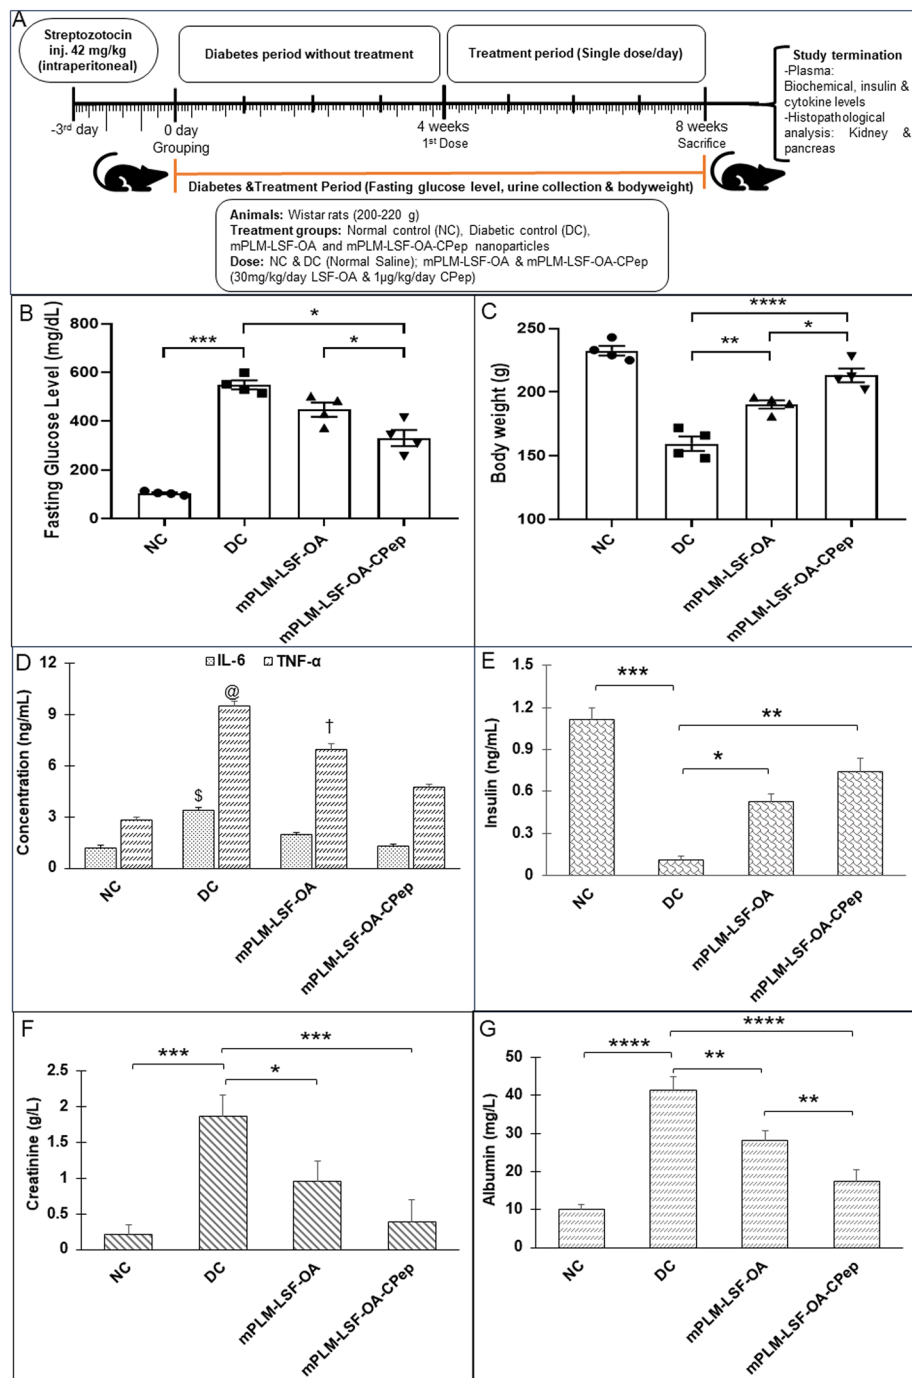 A
Streptozotocin
inj. 42 mg/kg
(intraperitoneal)
Diabetes period without treatment
Treatment period (Single dose/day)
Study termination
-Plasma:
Biochemical, insulin &
cytokine levels
-Histopathological
analysis: Kidney &
pancreas
-3rd day
0 day
Grouping
4 weeks
1st Dose
8 weeks
Sacrifice
Diabetes &Treatment Period (Fasting glucose level, urine collection & bodyweight)
Animals: Wistar rats (200-220 g)
Treatment groups: Normal control (NC), Diabetic control (DC),
mPLM-LSF-OA and mPLM-LSF-OA-CPep nanoparticles
Dose: NC & DC (Normal Saline); mPLM-LSF-OA & mPLM-LSF-OA-CPep
(30mg/kg/day LSF-OA & 1µg/kg/day CPep)
B
Fasting Glucose Level (mg/dL)
800
600
400
200
0
***
*
*
NC
DC
mPLM-LSF-OA
mPLM-LSF-OA-CPep
C
Body weight (g)
250
200
150
100
****
**
*
NC
DC
mPLM-LSF-OA
mPLM-LSF-OA-CPep
D
IL-6
TNF-α
Concentration (ng/mL)
12
9
6
3
0
$
@
†
NC
DC
mPLM-LSF-OA
mPLM-LSF-OA-CPep
E
Insulin (ng/mL)
1.5
1.2
0.9
0.6
0.3
0
***
**
*
NC
DC
mPLM-LSF-OA
mPLM-LSF-OA-CPep
F
Creatinine (g/L)
2.5
2
1.5
1
0.5
0
***
***
*
NC
DC
mPLM-LSF-OA
mPLM-LSF-OA-CPep
G
Albumin (mg/L)
50
40
30
20
10
0
****
****
**
**
NC
DC
mPLM-LSF-OA
mPLM-LSF-OA-CPep